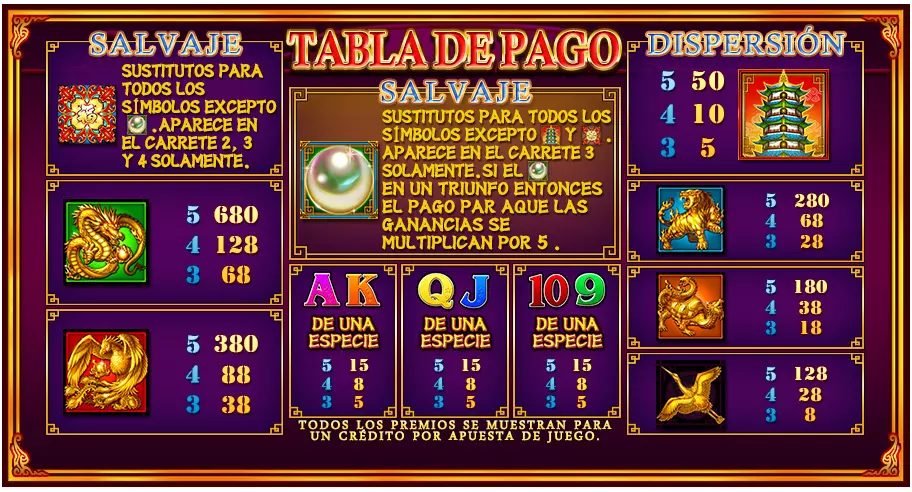 TABLA DE PAGO
SALVAJE
SUSTITUTOS PARA
TODOS LOS
SÍMBOLOS EXCEPTO
. APARECE EN
EL CARRETE 2, 3
Y 4 SOLAMENTE.
SALVAJE
SUSTITUTOS PARA TODOS LOS
SÍMBOLOS EXCEPTO Y .
APARECE EN EL CARRETE 3
SOLAMENTE. SI EL
EN UN TRIUNFO ENTONCES
EL PAGO PAR AQUE LAS
GANANCIAS SE
MULTIPLICAN POR 5 .
DISPERSIÓN
5 50
4 10
3 5
5 680
4 128
3 68
5 380
4 88
3 38
A K
DE UNA
ESPECIE
5 15
4 8
3 5
Q J
DE UNA
ESPECIE
5 15
4 8
3 5
10 9
DE UNA
ESPECIE
5 15
4 8
3 5
5 280
4 68
3 28
5 180
4 38
3 18
5 128
4 28
3 8
TODOS LOS PREMIOS SE MUESTRAN PARA
UN CRÉDITO POR APUESTA DE JUEGO.